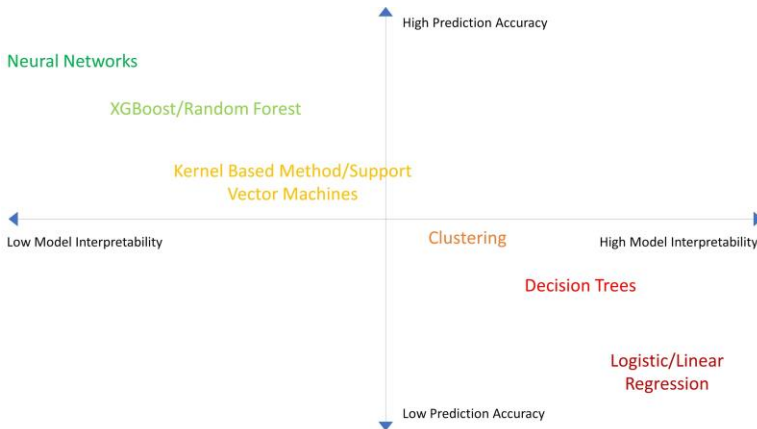 High Prediction Accuracy
Neural Networks
XGBoost/Random Forest
Kernel Based Method/Support
Vector Machines
Low Model Interpretability
Clustering
High Model Interpretability
Decision Trees
Logistic/Linear
Regression
Low Prediction Accuracy